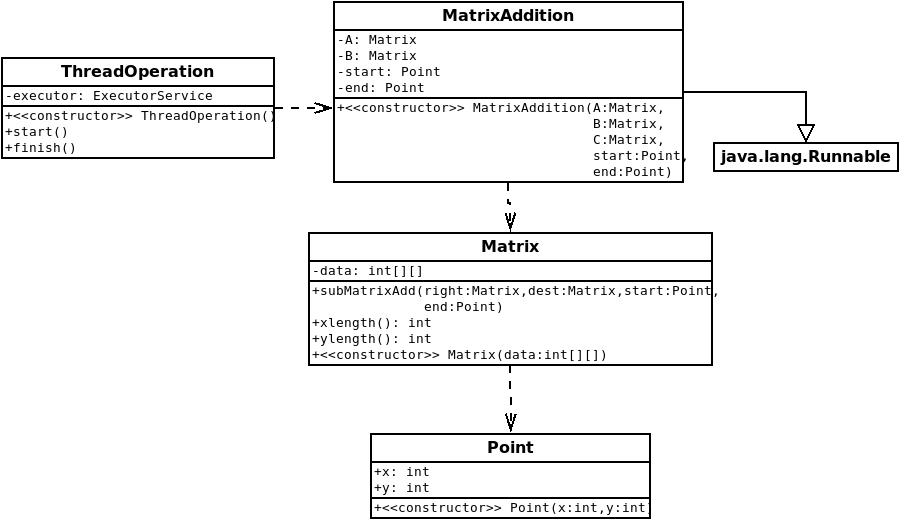 ThreadOperation
-executor: ExecutorService
+<<constructor>> ThreadOperation()
+start()
+finish()
MatrixAddition
-A: Matrix
-B: Matrix
-start: Point
-end: Point
+<<constructor>> MatrixAddition(A:Matrix,
B:Matrix,
C:Matrix,
start:Point,
end:Point)
java.lang.Runnable
Matrix
-data: int[][]
+subMatrixAdd(right:Matrix,dest:Matrix,start:Point,
end:Point)
+xlength(): int
+ylength(): int
+<<constructor>> Matrix(data:int[][])
Point
+x: int
+y: int
+<<constructor>> Point(x:int,y:int)